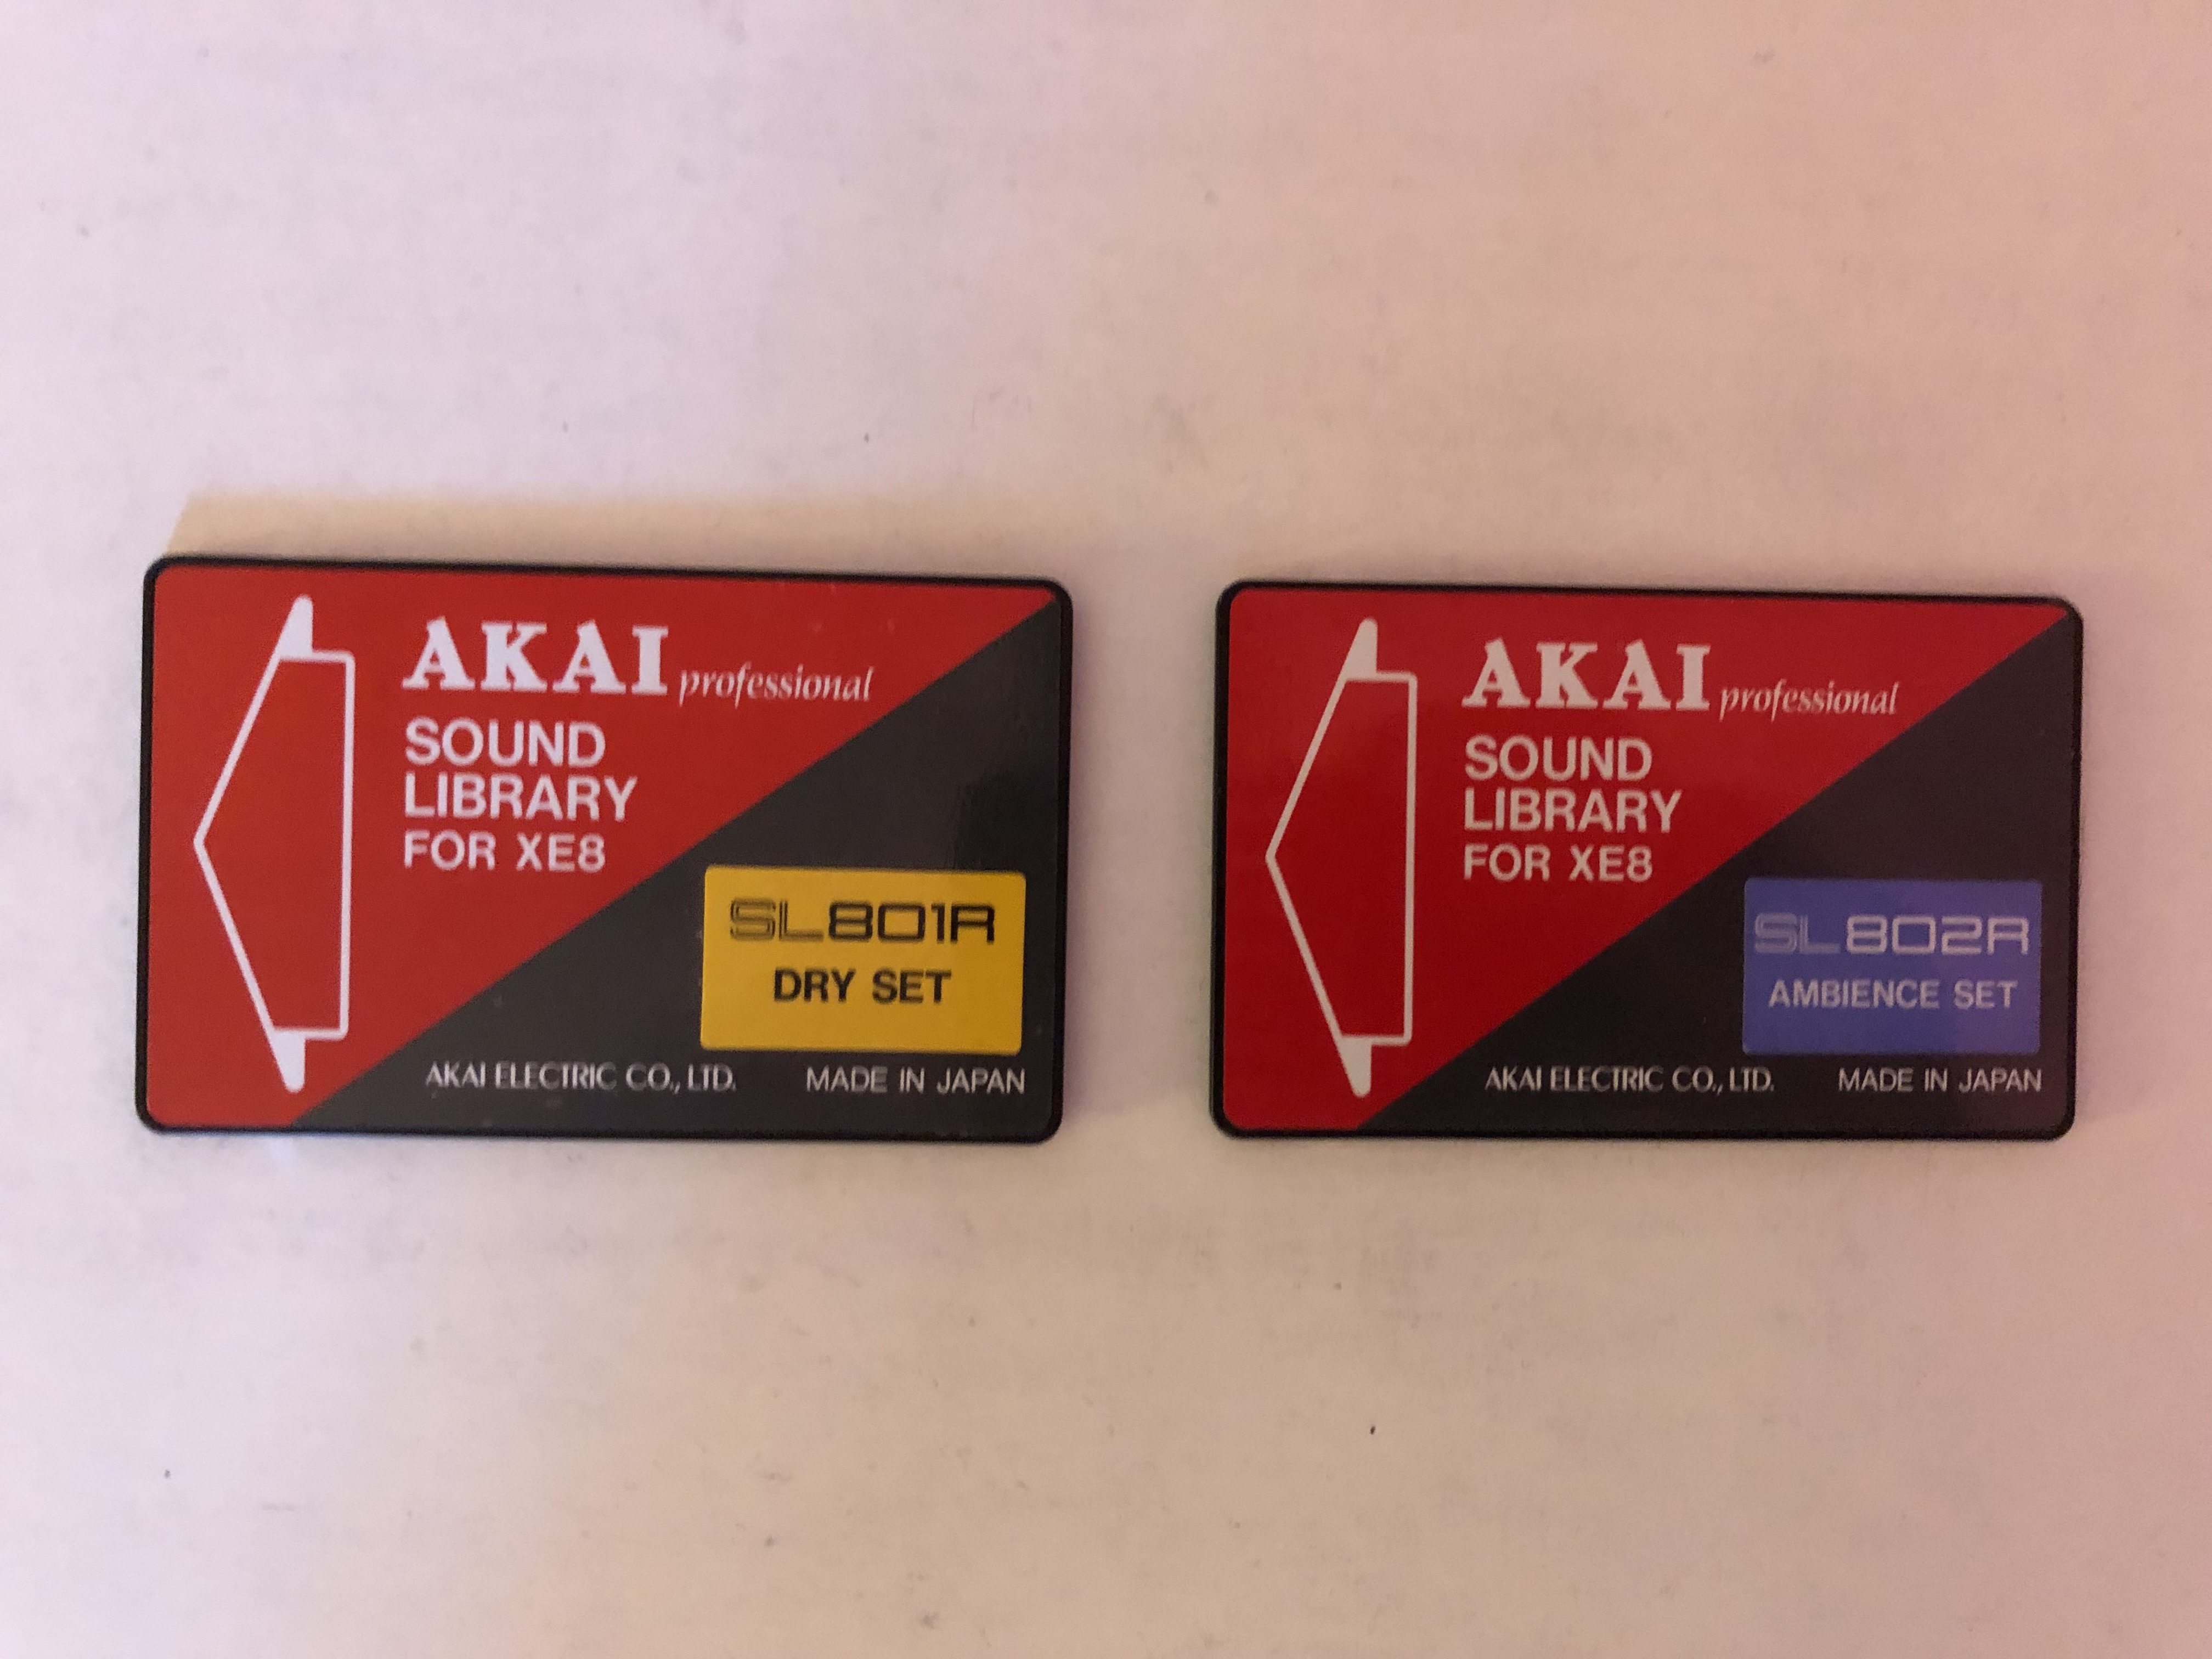 AKAI professional
SOUND
LIBRARY
FOR XE8
SL801R
DRY SET
AKAI ELECTRIC CO., LTD. MADE IN JAPAN
AKAI professional
SOUND
LIBRARY
FOR XE8
SL802R
AMBIENCE SET
AKAI ELECTRIC CO., LTD. MADE IN JAPAN